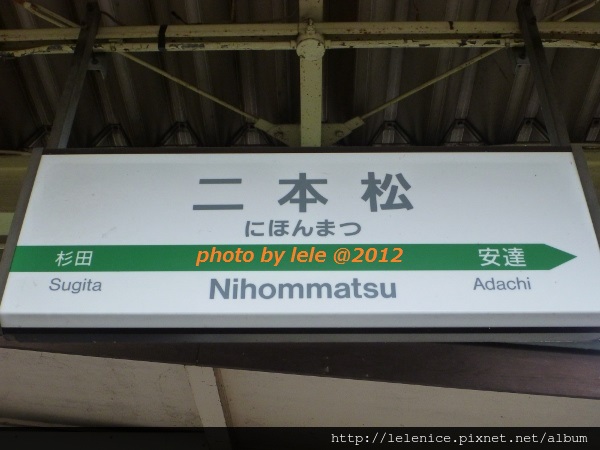 二本松
にほんまつ
杉田 photo by lele @2012 安達
Sugita Nihommatsu Adachi
http://lelenice.pixnet.net/album